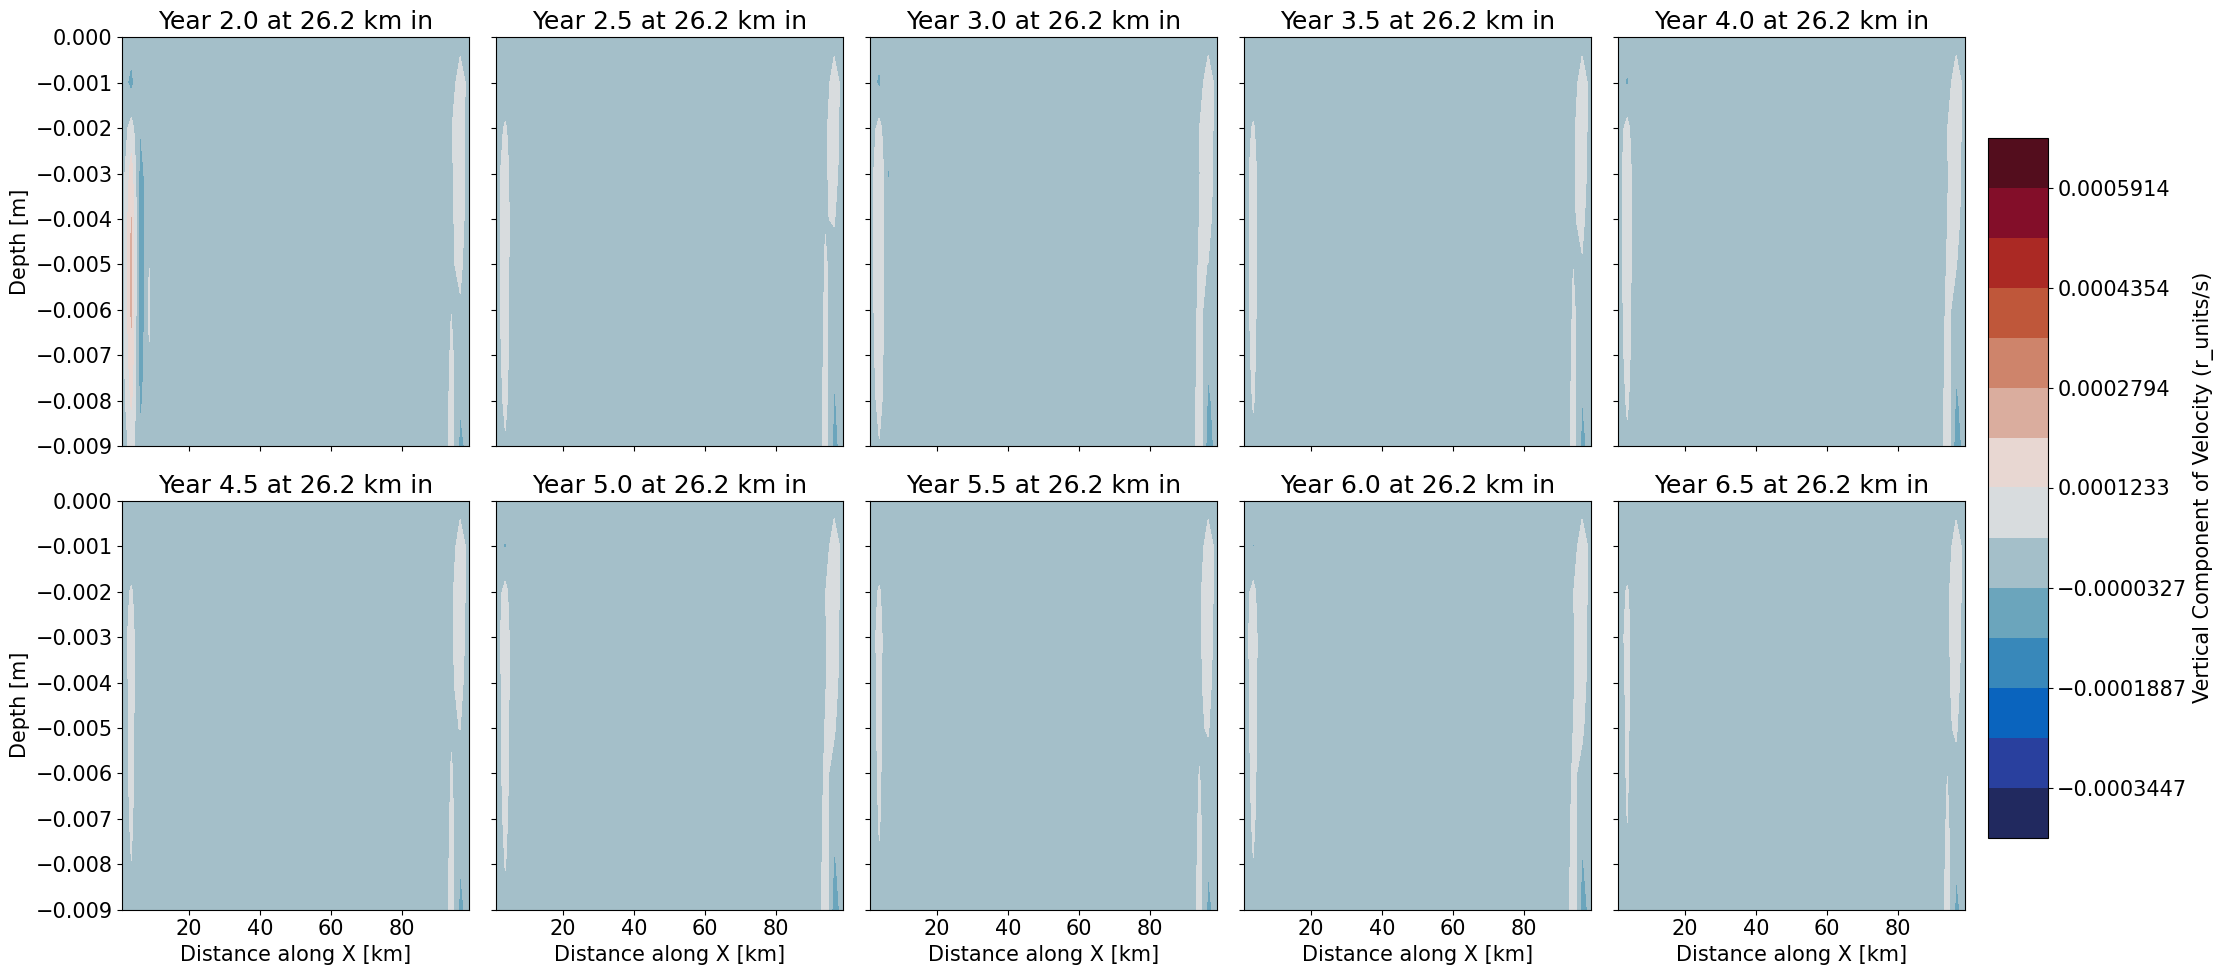 Year 2.0 at 26.2 km in
Year 2.5 at 26.2 km in
Year 3.0 at 26.2 km in
Year 3.5 at 26.2 km in
Year 4.0 at 26.2 km in
0.000
−0.001
−0.002
−0.003
−0.004
−0.005
−0.006
−0.007
−0.008
−0.009
Depth [m]
Year 4.5 at 26.2 km in
Year 5.0 at 26.2 km in
Year 5.5 at 26.2 km in
Year 6.0 at 26.2 km in
Year 6.5 at 26.2 km in
0.000
−0.001
−0.002
−0.003
−0.004
−0.005
−0.006
−0.007
−0.008
−0.009
Depth [m]
20 40 60 80
20 40 60 80
20 40 60 80
20 40 60 80
20 40 60 80
Distance along X [km]
Distance along X [km]
Distance along X [km]
Distance along X [km]
Distance along X [km]
0.0005914
0.0004354
0.0002794
0.0001233
−0.0000327
−0.0001887
−0.0003447
Vertical Component of Velocity (r_units/s)